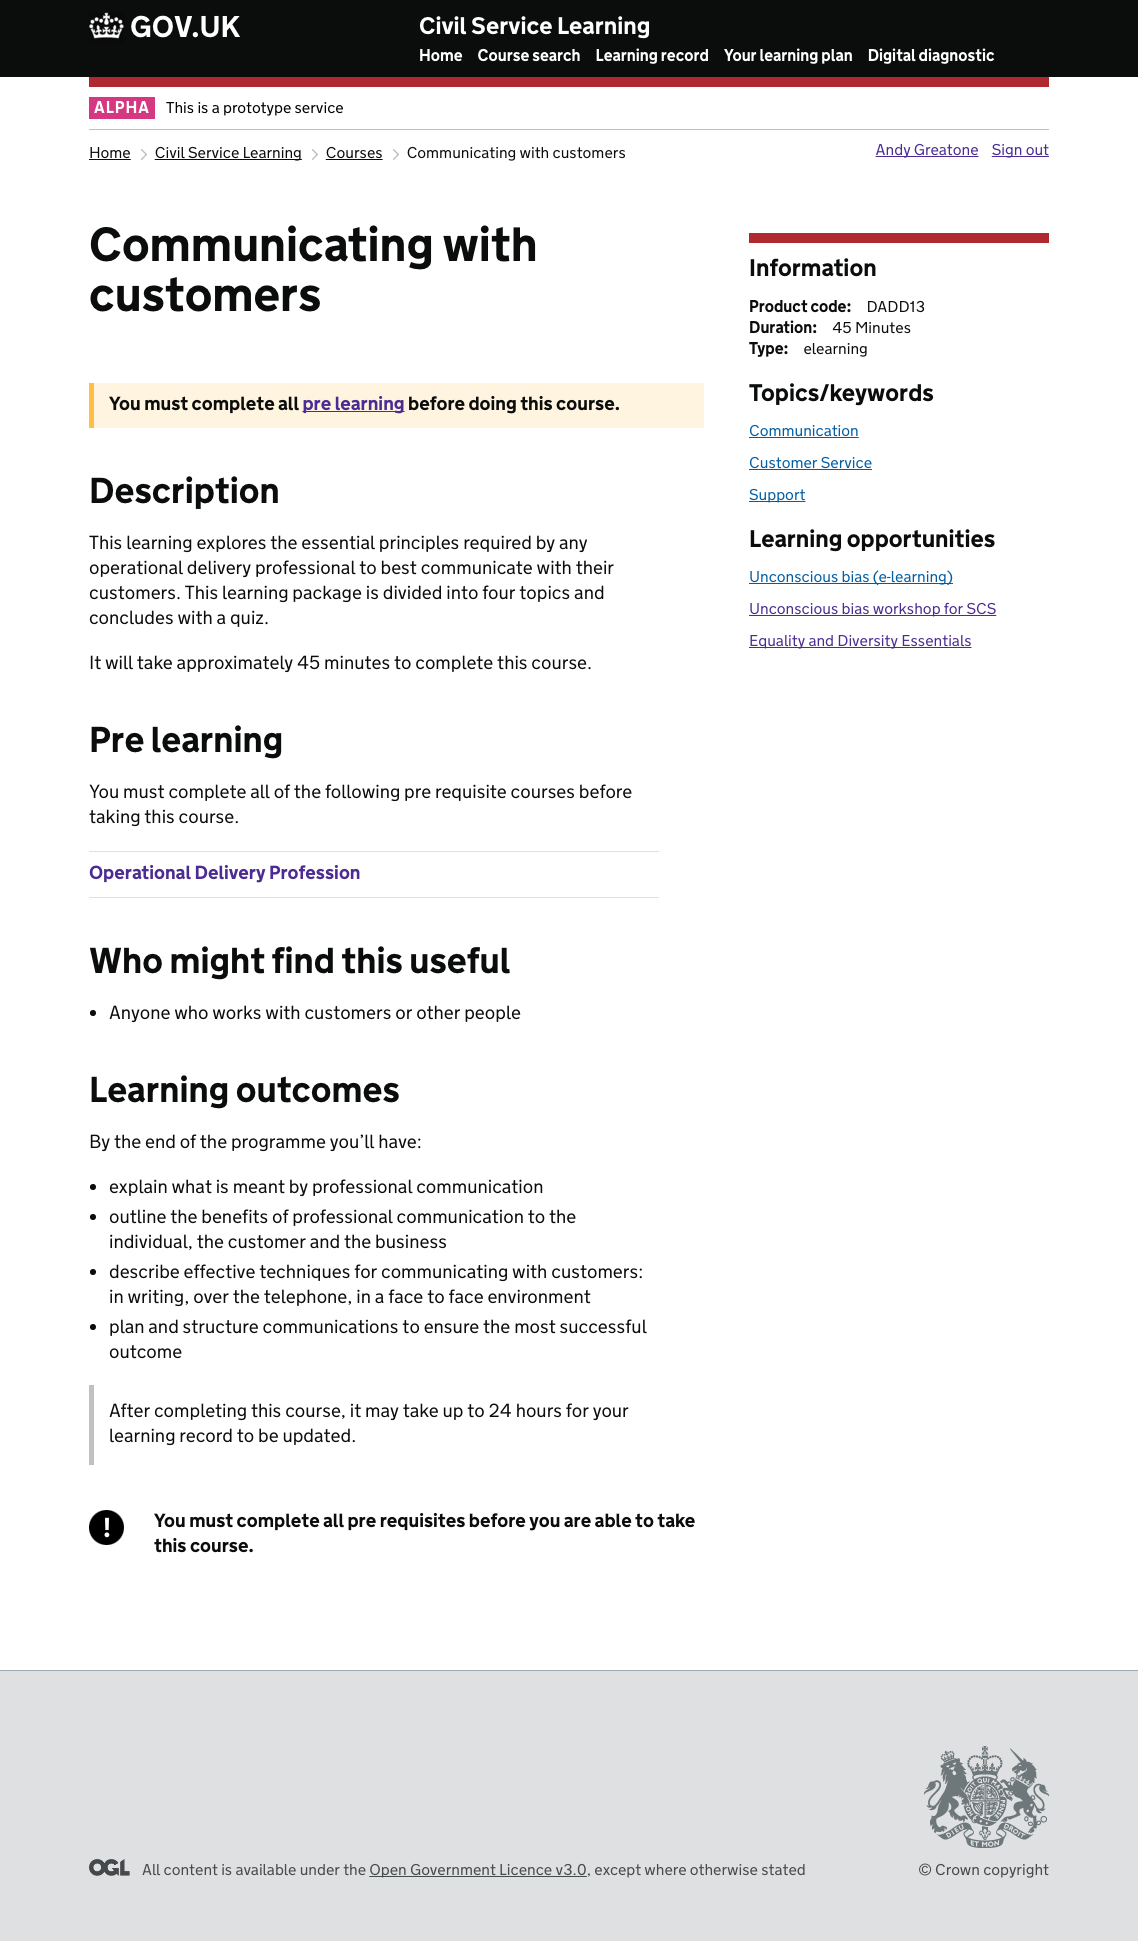 GOV.UK
Civil Service Learning
Home Course search Learning record Your learning plan Digital diagnostic
ALPHA This is a prototype service
Home Civil Service Learning Courses Communicating with customers
Andy Greatone Sign out
Communicating with
customers
You must complete all pre learning before doing this course.
Description
This learning explores the essential principles required by any
operational delivery professional to best communicate with their
customers. This learning package is divided into four topics and
concludes with a quiz.
It will take approximately 45 minutes to complete this course.
Pre learning
You must complete all of the following pre requisite courses before
taking this course.
Operational Delivery Profession
Who might find this useful
• Anyone who works with customers or other people
Learning outcomes
By the end of the programme you’ll have:
• explain what is meant by professional communication
• outline the benefits of professional communication to the
individual, the customer and the business
• describe effective techniques for communicating with customers:
in writing, over the telephone, in a face to face environment
• plan and structure communications to ensure the most successful
outcome
After completing this course, it may take up to 24 hours for your
learning record to be updated.
! You must complete all pre requisites before you are able to take
this course.
Information
Product code: DADD13
Duration: 45 Minutes
Type: elearning
Topics/keywords
Communication
Customer Service
Support
Learning opportunities
Unconscious bias (e-learning)
Unconscious bias workshop for SCS
Equality and Diversity Essentials
DIEU ET MON DROIT
OGL All content is available under the Open Government Licence v3.0, except where otherwise stated
© Crown copyright